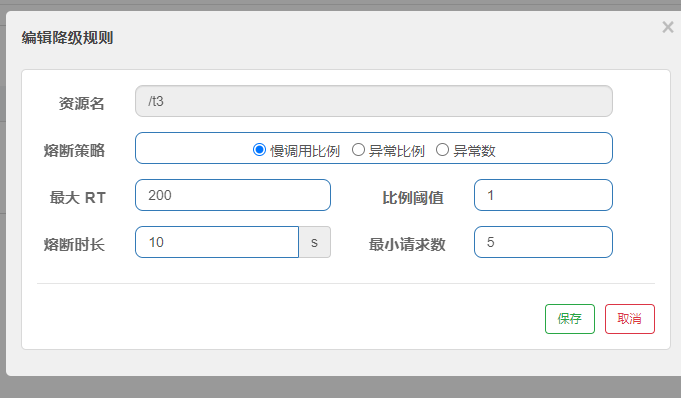 编辑降级规则
×
资源名 /t3
熔断策略 慢调用比例 异常比例 异常数
最大 RT 200 比例阈值 1
熔断时长 10 s 最小请求数 5
保存 取消